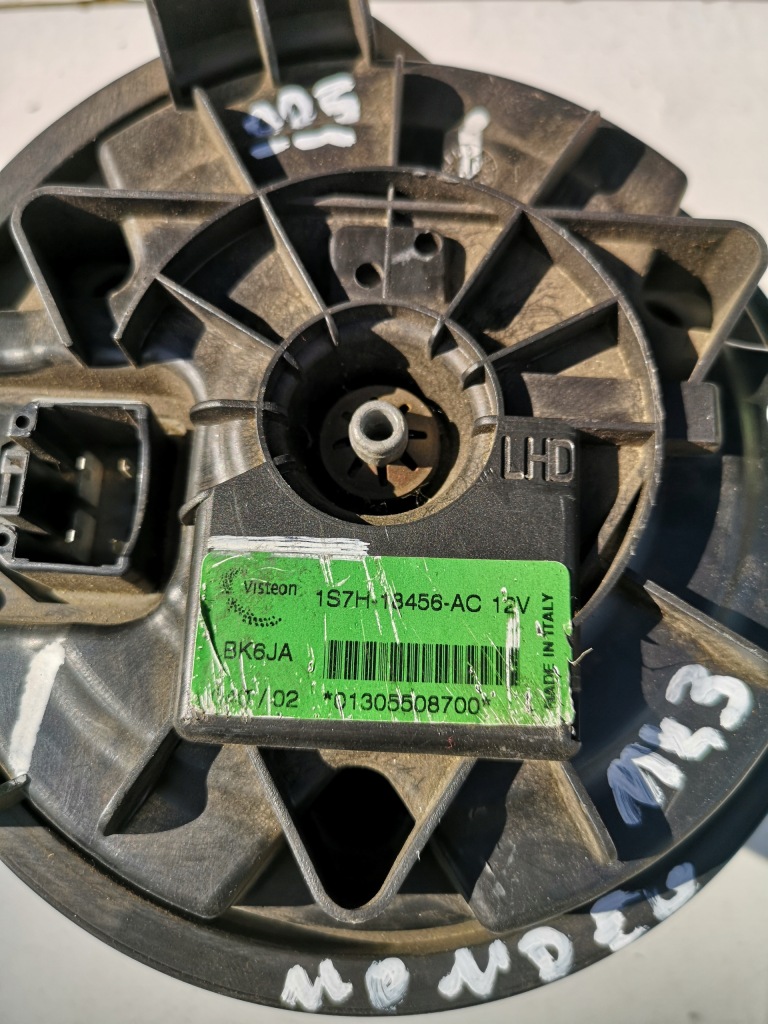 LHD
Visteon
1S7H-18456-AC 12V
BK6JA
/02 *01305508700*
MADE IN ITALY
MK3
MONDEO